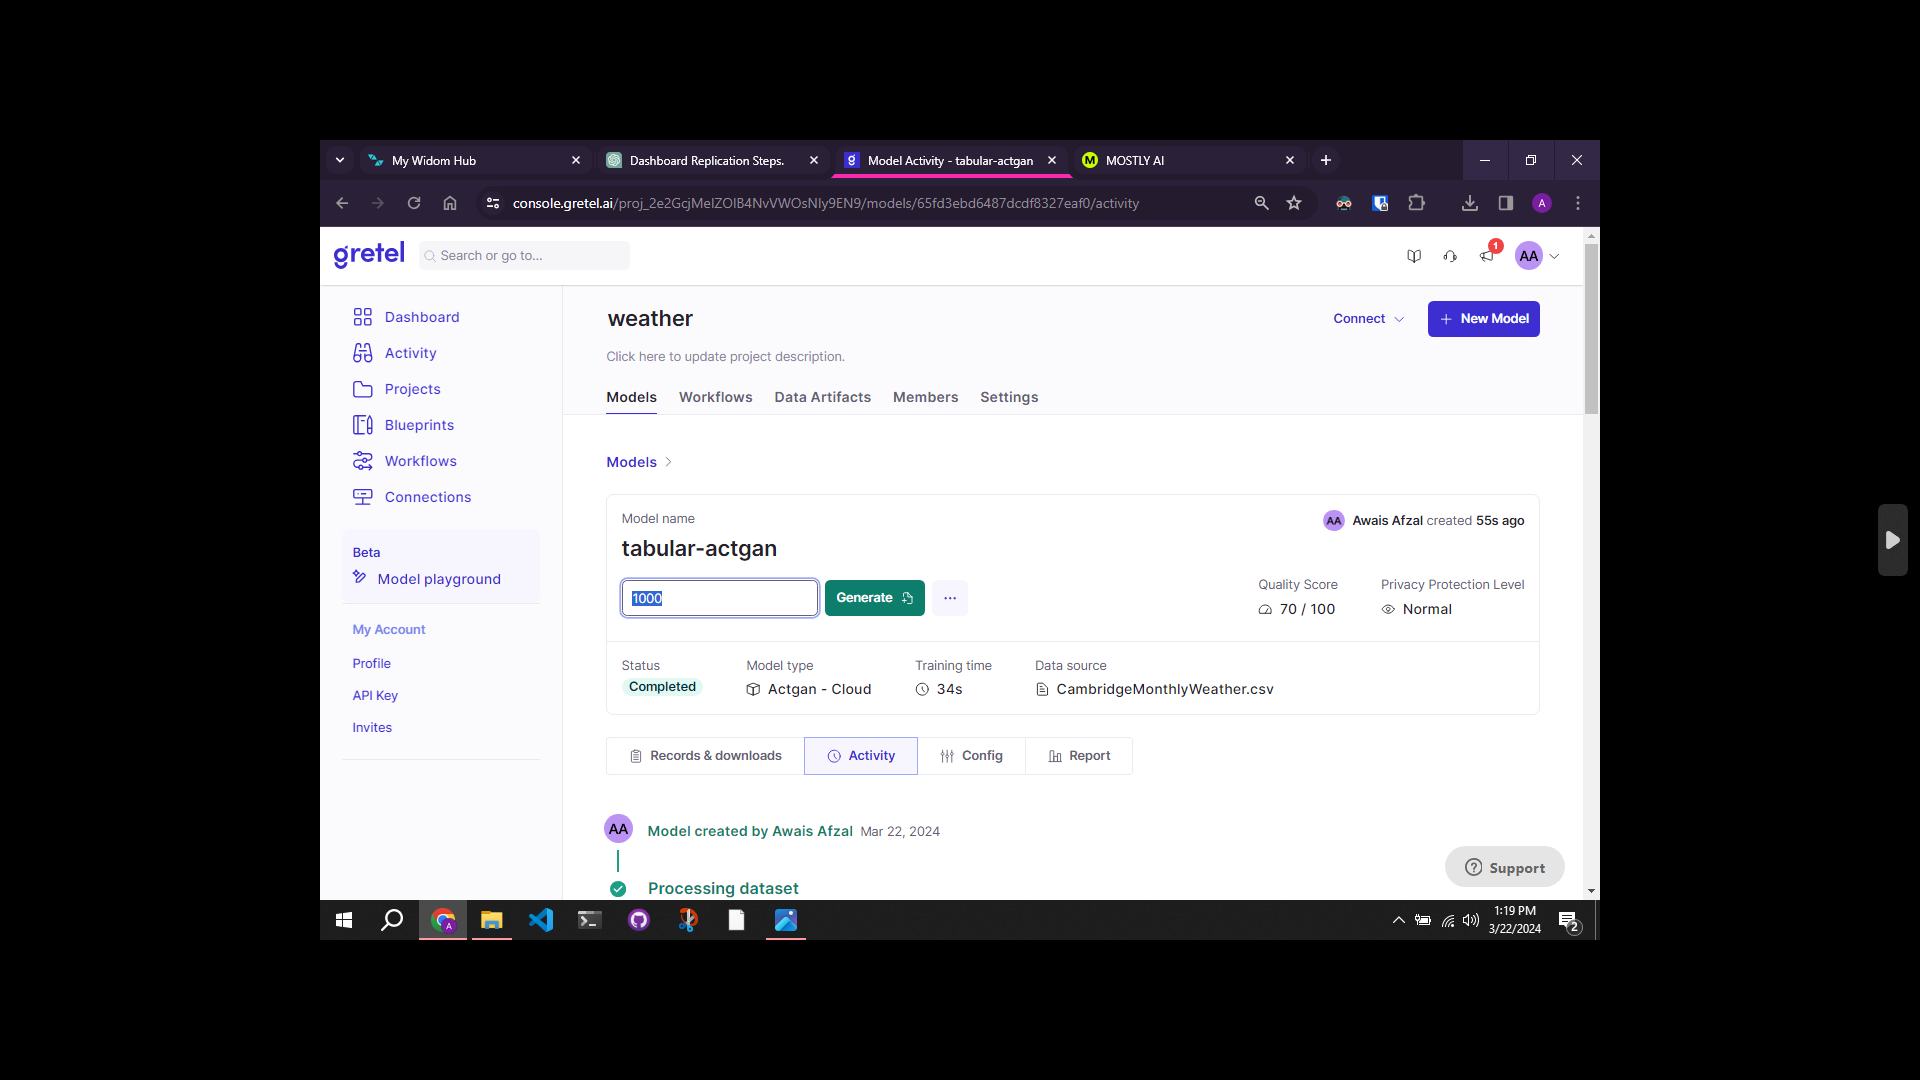 My Widom Hub
Dashboard Replication Steps.
Model Activity - tabular-actgan
MOSTLY AI
console.gretel.ai/proj_2e2GcjMeIZOIB4NvVWOsNIy9EN9/models/65fd3ebd6487dcdf8327eaf0/activity
A
gretel
Search or go to...
1
AA
Dashboard
Activity
Projects
Blueprints
Workflows
Connections
Beta
Model playground
My Account
Profile
API Key
Invites
weather
Connect
New Model
Click here to update project description.
Models
Workflows
Data Artifacts
Members
Settings
Models
Model name
AA Awais Afzal created 55s ago
tabular-actgan
1000
Generate
Quality Score
70 / 100
Privacy Protection Level
Normal
Status
Completed
Model type
Actgan - Cloud
Training time
34s
Data source
CambridgeMonthlyWeather.csv
Records & downloads
Activity
Config
Report
AA
Model created by Awais Afzal Mar 22, 2024
Processing dataset
Support
1:19 PM
3/22/2024
2